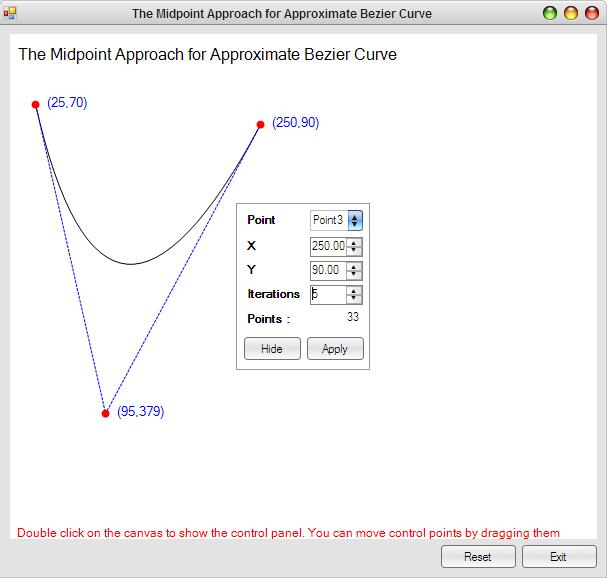 The Midpoint Approach for Approximate Bezier Curve
The Midpoint Approach for Approximate Bezier Curve
(25,70)
(250,90)
Point Point3
X 250.00
Y 90.00
Iterations 5
Points : 33
Hide Apply
(95,379)
Double click on the canvas to show the control panel. You can move control points by dragging them
Reset Exit